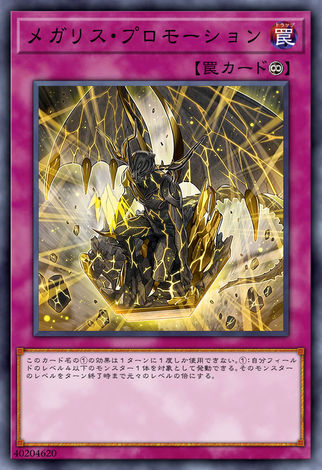 メガリス・プロモーション
トラップ
罠
【罠カード】
このカード名の①の効果は1ターンに1度しか使用できない。①:自分フィール
ドのレベル4以下のモンスター1体を対象として発動できる。そのモンスター
のレベルをターン終了時まで元々のレベルの倍にする。
40204620